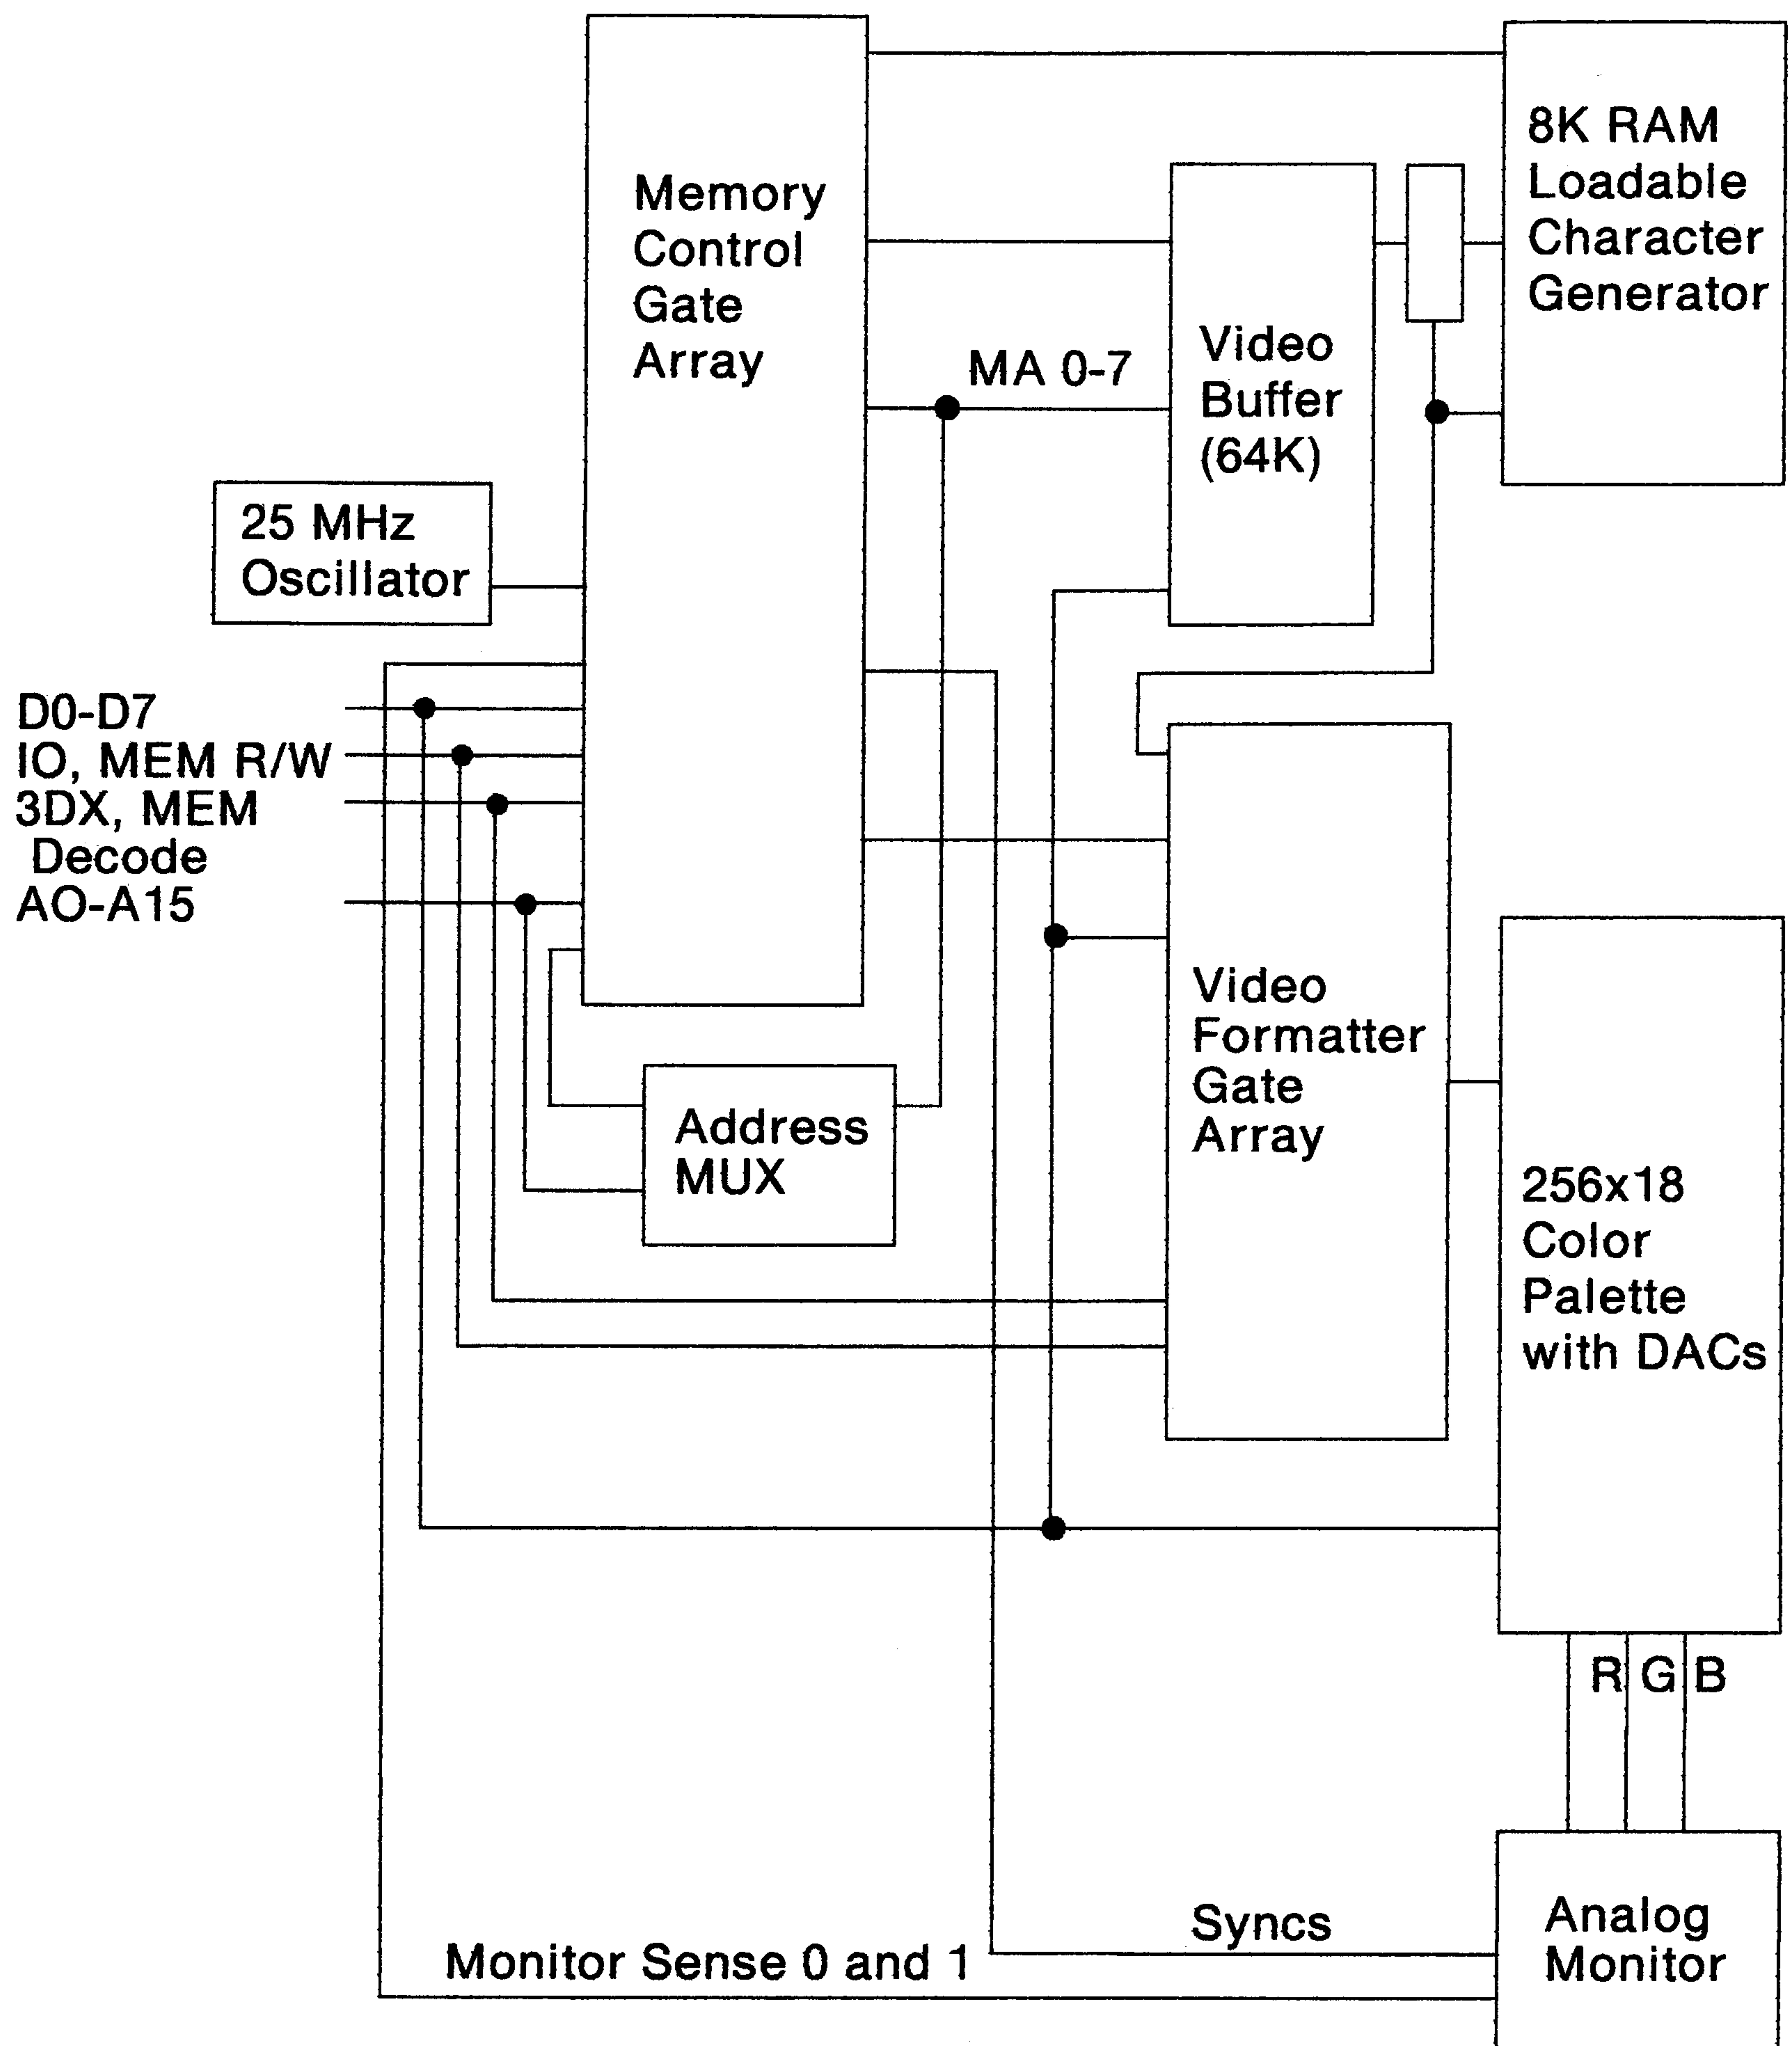 Memory
Control
Gate
Array
8K RAM
Loadable
Character
Generator
Video
Buffer
(64K)
MA 0-7
25 MHz
Oscillator
D0-D7
IO, MEM R/W
3DX, MEM
Decode
AO-A15
Address
MUX
Video
Formatter
Gate
Array
256x18
Color
Palette
with DACs
R G B
Syncs
Monitor Sense 0 and 1
Analog
Monitor